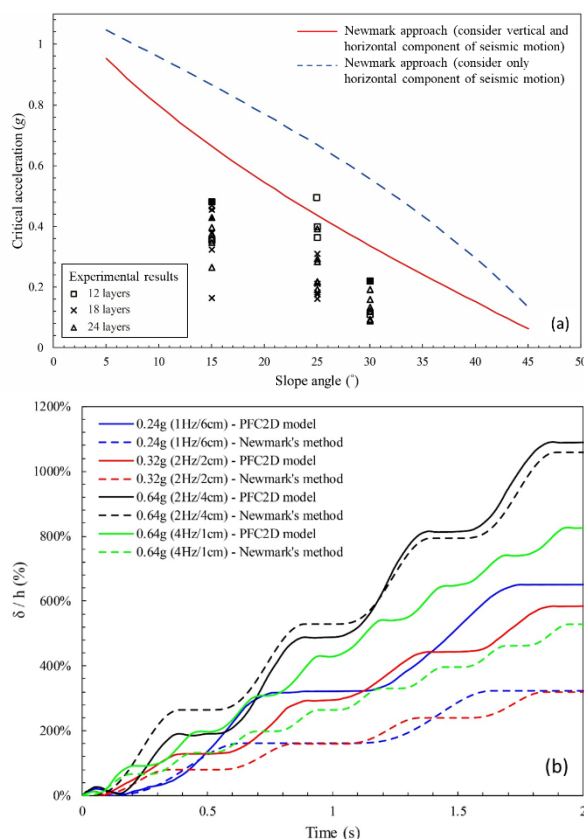 Newmark approach (consider vertical and
horizontal component of seismic motion)
Newmark approach (consider only
horizontal component of seismic motion)
1
0.8
0.6
0.4
0.2
0
Critical acceleration (g)
Experimental results
12 layers
18 layers
24 layers
(a)
0 5 10 15 20 25 30 35 40 45 50
Slope angle (°)
1200%
1000%
800%
600%
400%
200%
0%
δ / h (%)
0.24g (1Hz/6cm) - PFC2D model
0.24g (1Hz/6cm) - Newmark's method
0.32g (2Hz/2cm) - PFC2D model
0.32g (2Hz/2cm) - Newmark's method
0.64g (2Hz/4cm) - PFC2D model
0.64g (2Hz/4cm) - Newmark's method
0.64g (4Hz/1cm) - PFC2D model
0.64g (4Hz/1cm) - Newmark's method
(b)
0 0.5 1 1.5 2
Time (s)